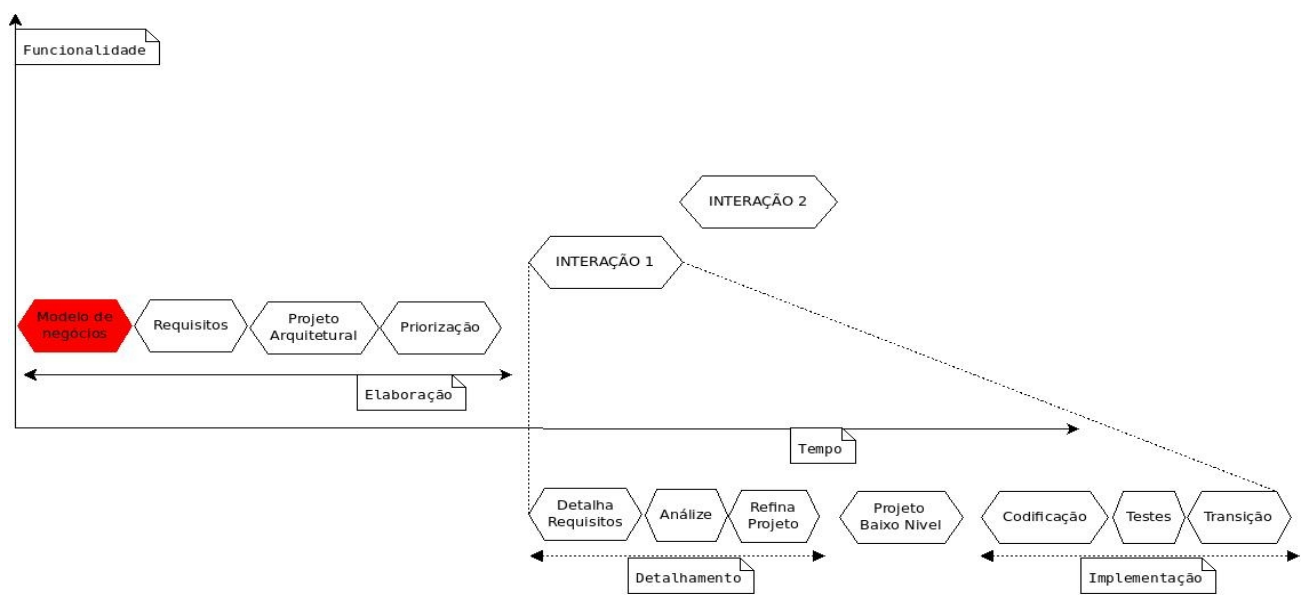 Funcionalidade
INTERAÇÃO 2
INTERAÇÃO 1
Modelo de
negócios
Requisitos
Projeto
Arquitetural
Priorização
Elaboração
Tempo
Detalha
Requisitos
Análize
Refina
Projeto
Projeto
Baixo Nivel
Codificação
Testes
Transição
Detalhamento
Implementação